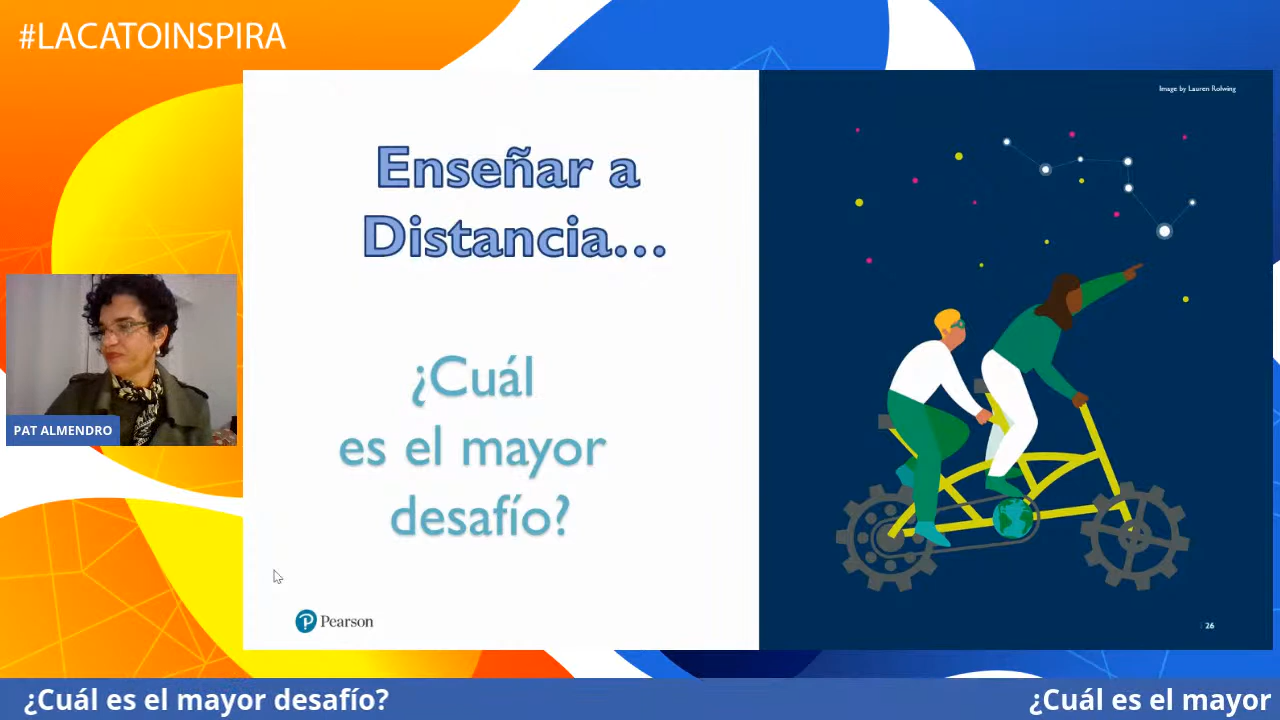 #LACATOINSPIRA
Image by Lauren Rolwing
Enseñar a
Distancia...
¿Cuál
es el mayor
desafío?
PAT ALMENDRO
Pearson
26
¿Cuál es el mayor desafío?
¿Cuál es el mayor